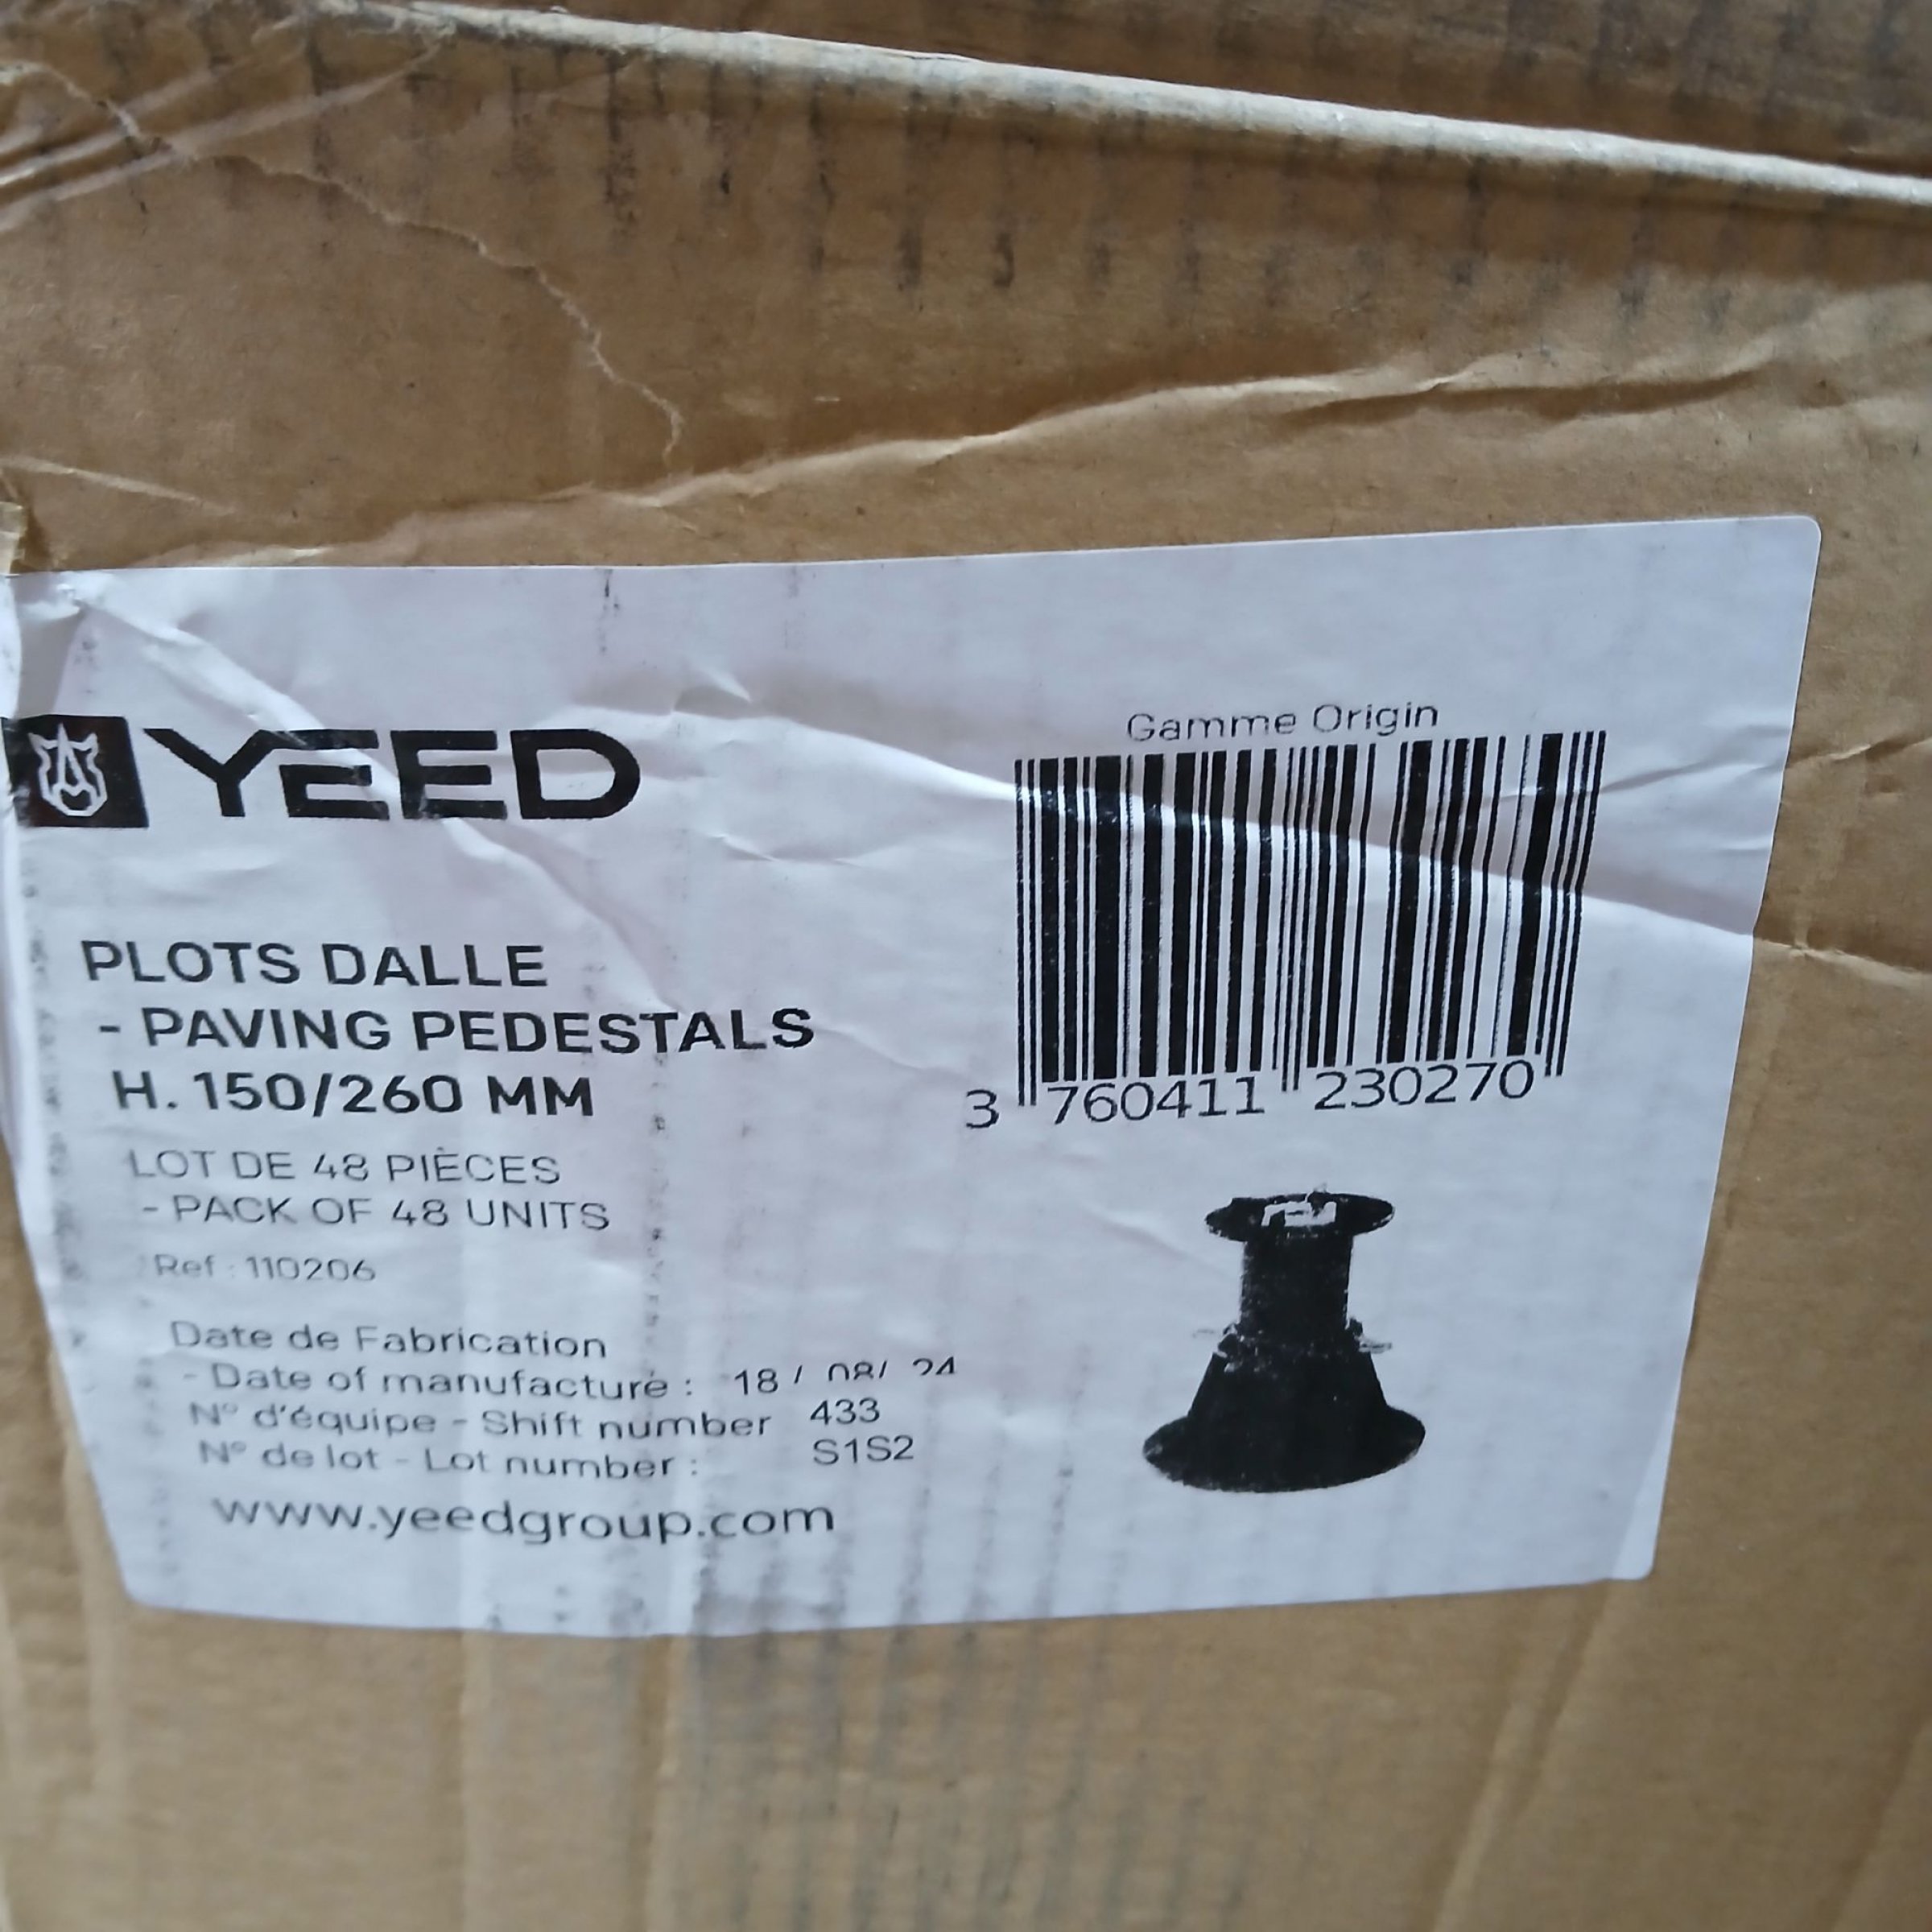 YEED
Gamme Origin
3 760411 230270
PLOTS DALLE
- PAVING PEDESTALS
H. 150/260 MM
LOT DE 48 PIÈCES
- PACK OF 48 UNITS
Ref : 110206
Date de Fabrication
- Date of manufacture : 18 / 08/ 24
N° d'équipe - Shift number 433
N° de lot - Lot number : S1S2
www.yeedgroup.com